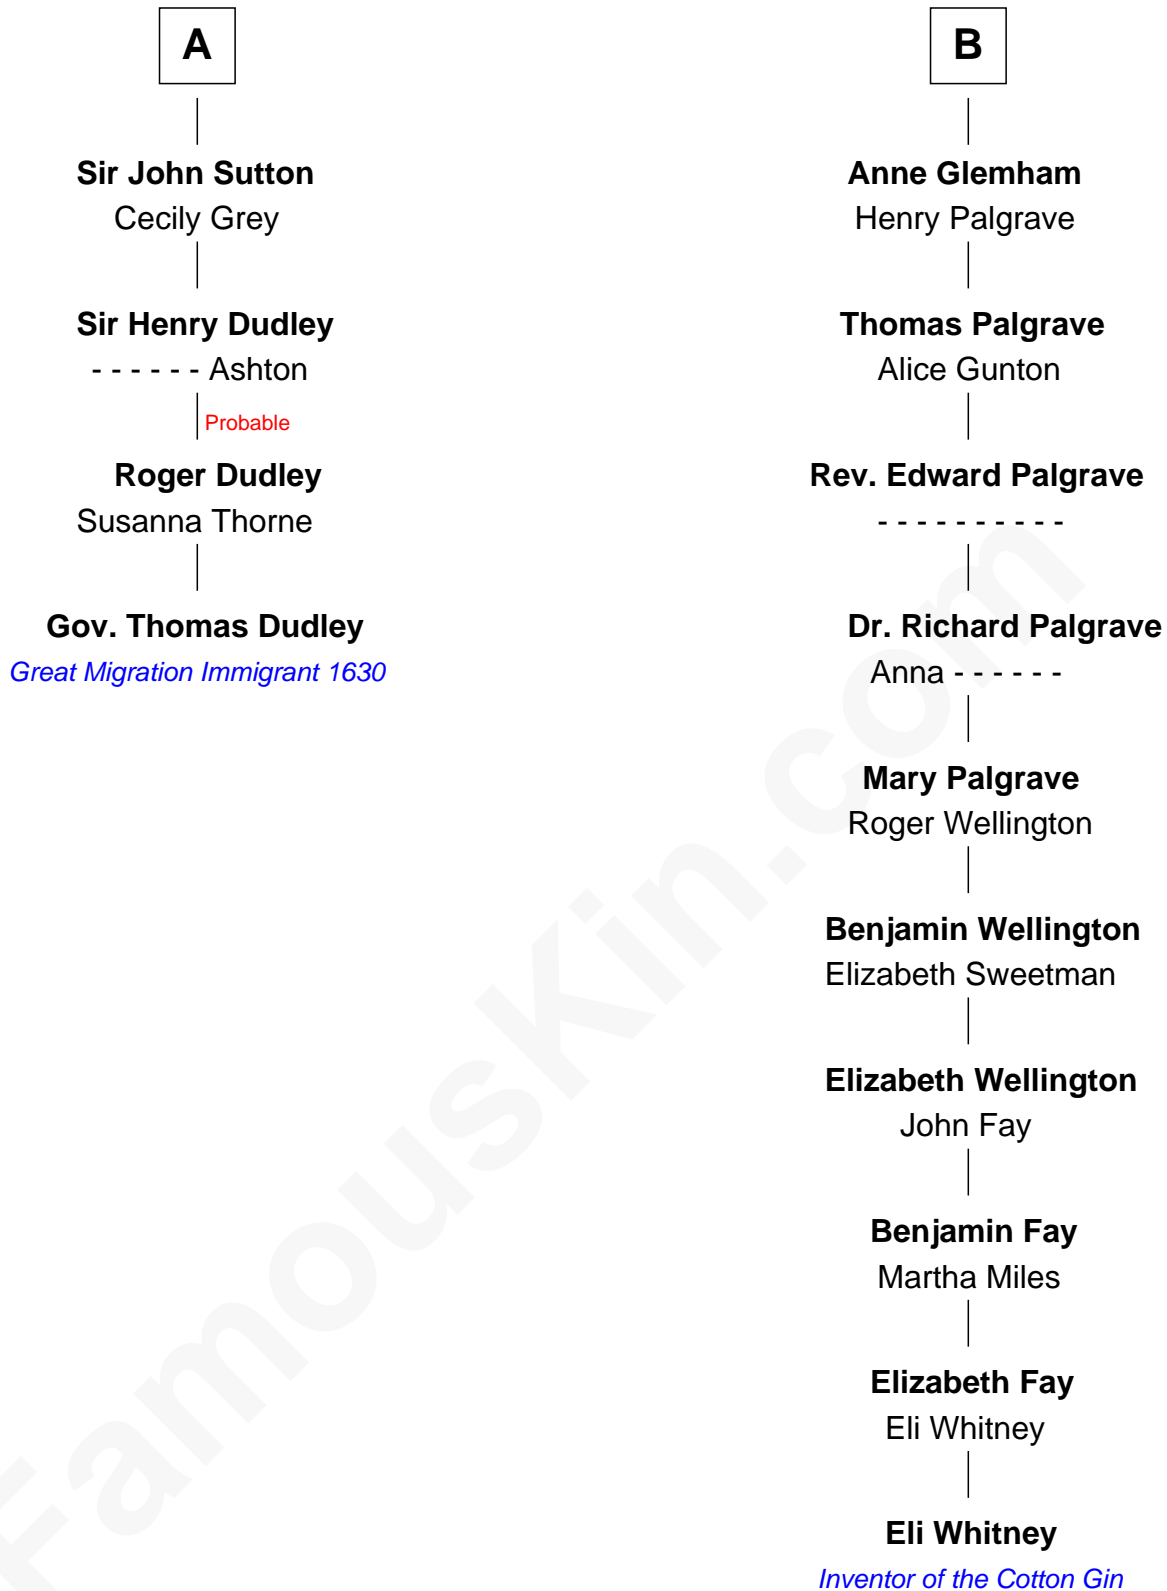 A
Sir John Sutton
Cecily Grey
Sir Henry Dudley
- - - - - - Ashton
Probable
Roger Dudley
Susanna Thorne
Gov. Thomas Dudley
Great Migration Immigrant 1630
B
Anne Glemham
Henry Palgrave
Thomas Palgrave
Alice Gunton
Rev. Edward Palgrave
- - - - - - - - - -
Dr. Richard Palgrave
Anna - - - - - -
Mary Palgrave
Roger Wellington
Benjamin Wellington
Elizabeth Sweetman
Elizabeth Wellington
John Fay
Benjamin Fay
Martha Miles
Elizabeth Fay
Eli Whitney
Eli Whitney
Inventor of the Cotton Gin
FamousKin.com